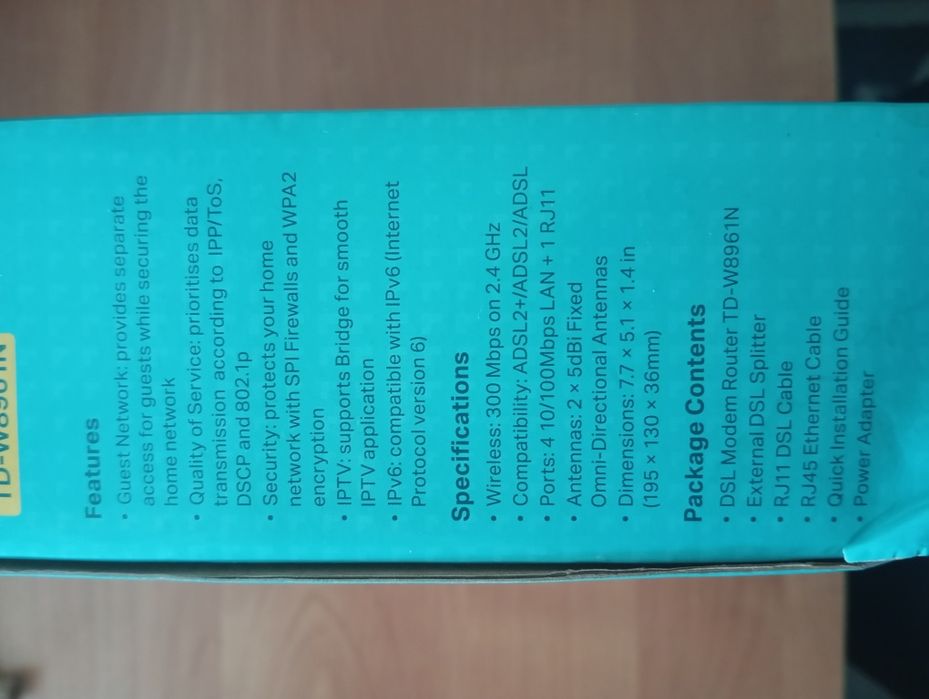 TD-W8961N
Features
• Guest Network: provides separate
access for guests while securing the
home network
• Quality of Service: prioritises data
transmission according to IPP/ToS,
DSCP and 802.1p
• Security: protects your home
network with SPI Firewalls and WPA2
encryption
• IPTV: supports Bridge for smooth
IPTV application
• IPv6: compatible with IPv6 (Internet
Protocol version 6)
Specifications
• Wireless: 300 Mbps on 2.4 GHz
• Compatibility: ADSL2+/ADSL2/ADSL
• Ports: 4 10/100Mbps LAN + 1 RJ11
• Antennas: 2 × 5dBi Fixed
Omni-Directional Antennas
• Dimensions: 7.7 × 5.1 × 1.4 in
(195 × 130 × 36mm)
Package Contents
• DSL Modem Router TD-W8961N
• External DSL Splitter
• RJ11 DSL Cable
• RJ45 Ethernet Cable
• Quick Installation Guide
• Power Adapter